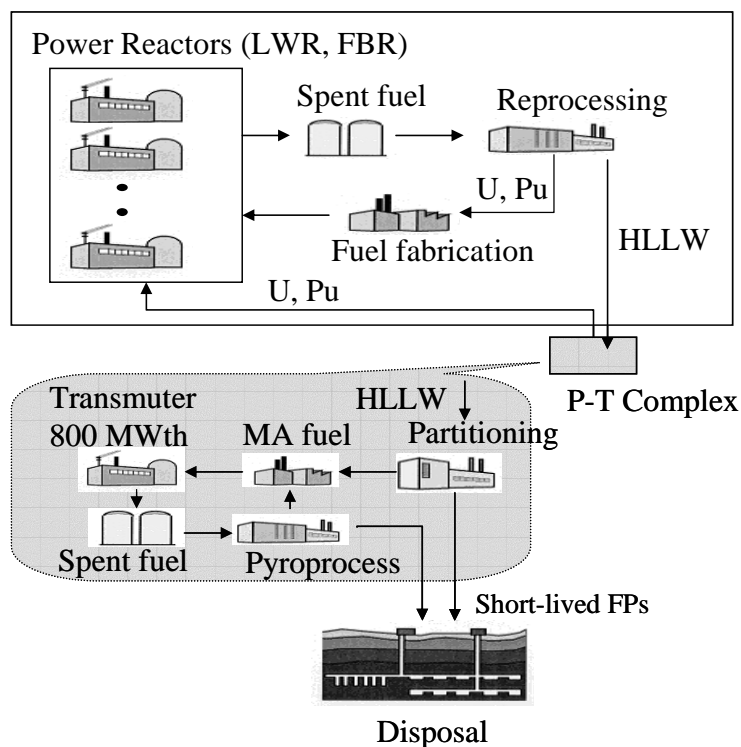 Power Reactors (LWR, FBR)
Spent fuel
Reprocessing
U, Pu
Fuel fabrication
HLLW
U, Pu
P-T Complex
Transmuter
800 MWth
HLLW
MA fuel
Partitioning
Spent fuel
Pyroprocess
Short-lived FPs
Disposal